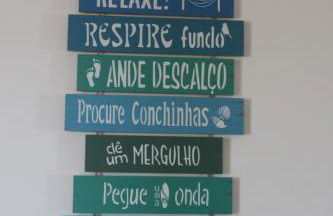 RELAXE!
RESPIRE fundo
ANDE DESCALÇO
Procure Conchinhas
dê um MERGULHO
Pegue uma onda